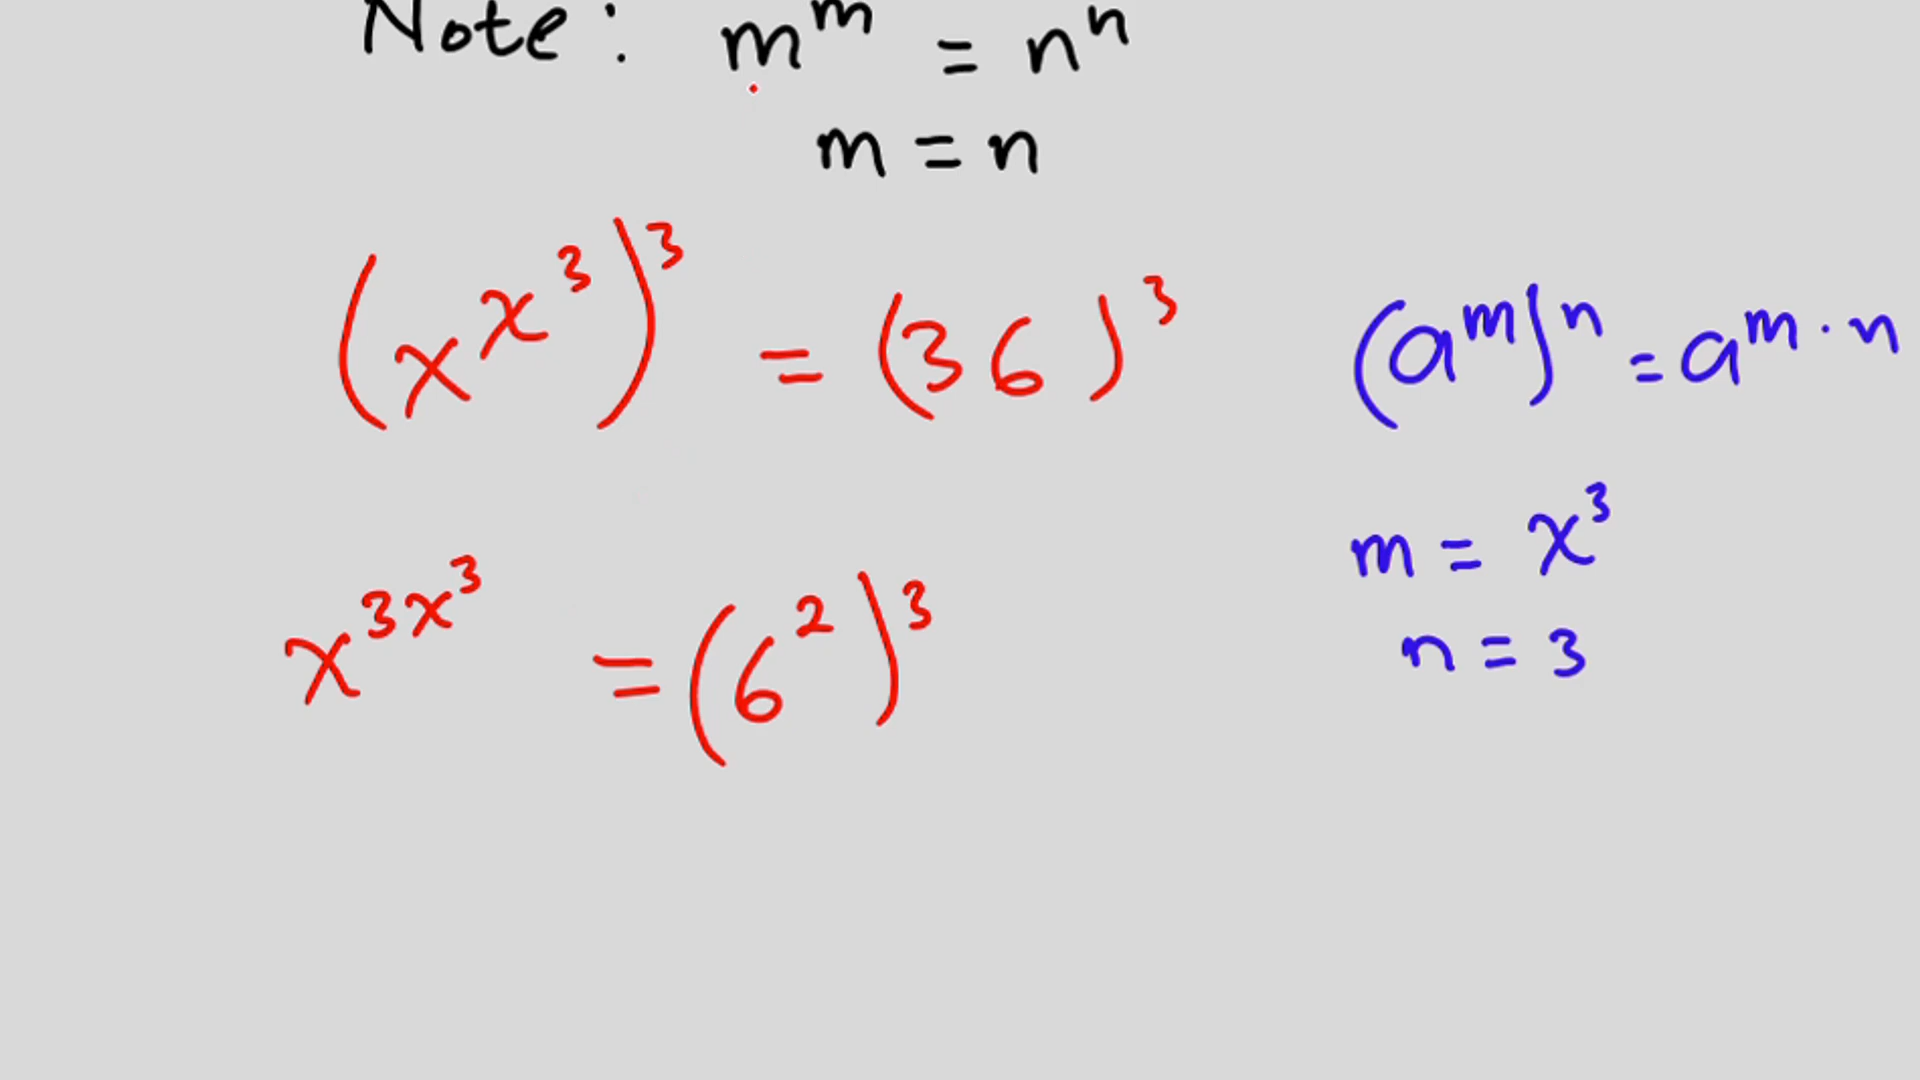 Note: m^m = n^n
m = n
(x^{x^3})^3 = (36)^3
(a^m)^n = a^{m·n}
m = x^3
n = 3
x^{3x^3} = (6^2)^3